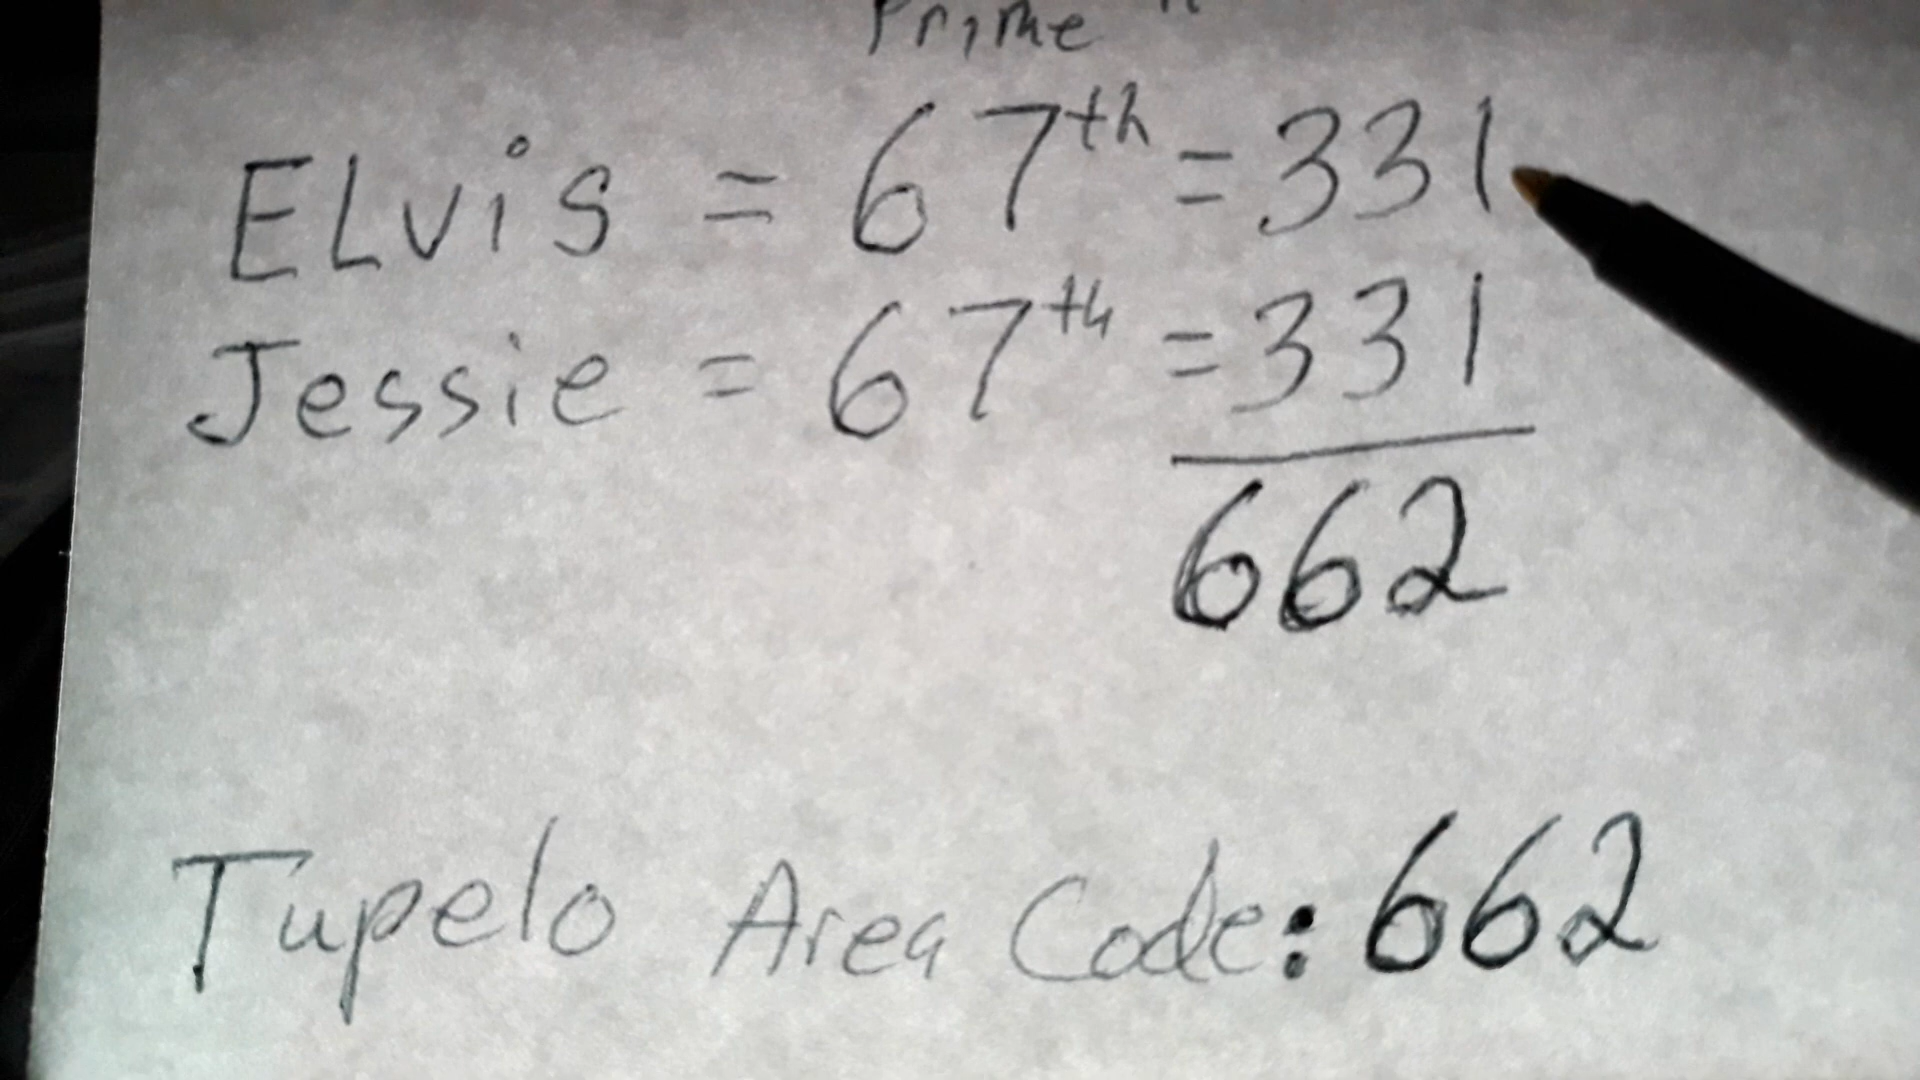 Prime #
ELvis = 67th = 331
Jessie = 67th = 331
662
Tupelo Area Code: 662